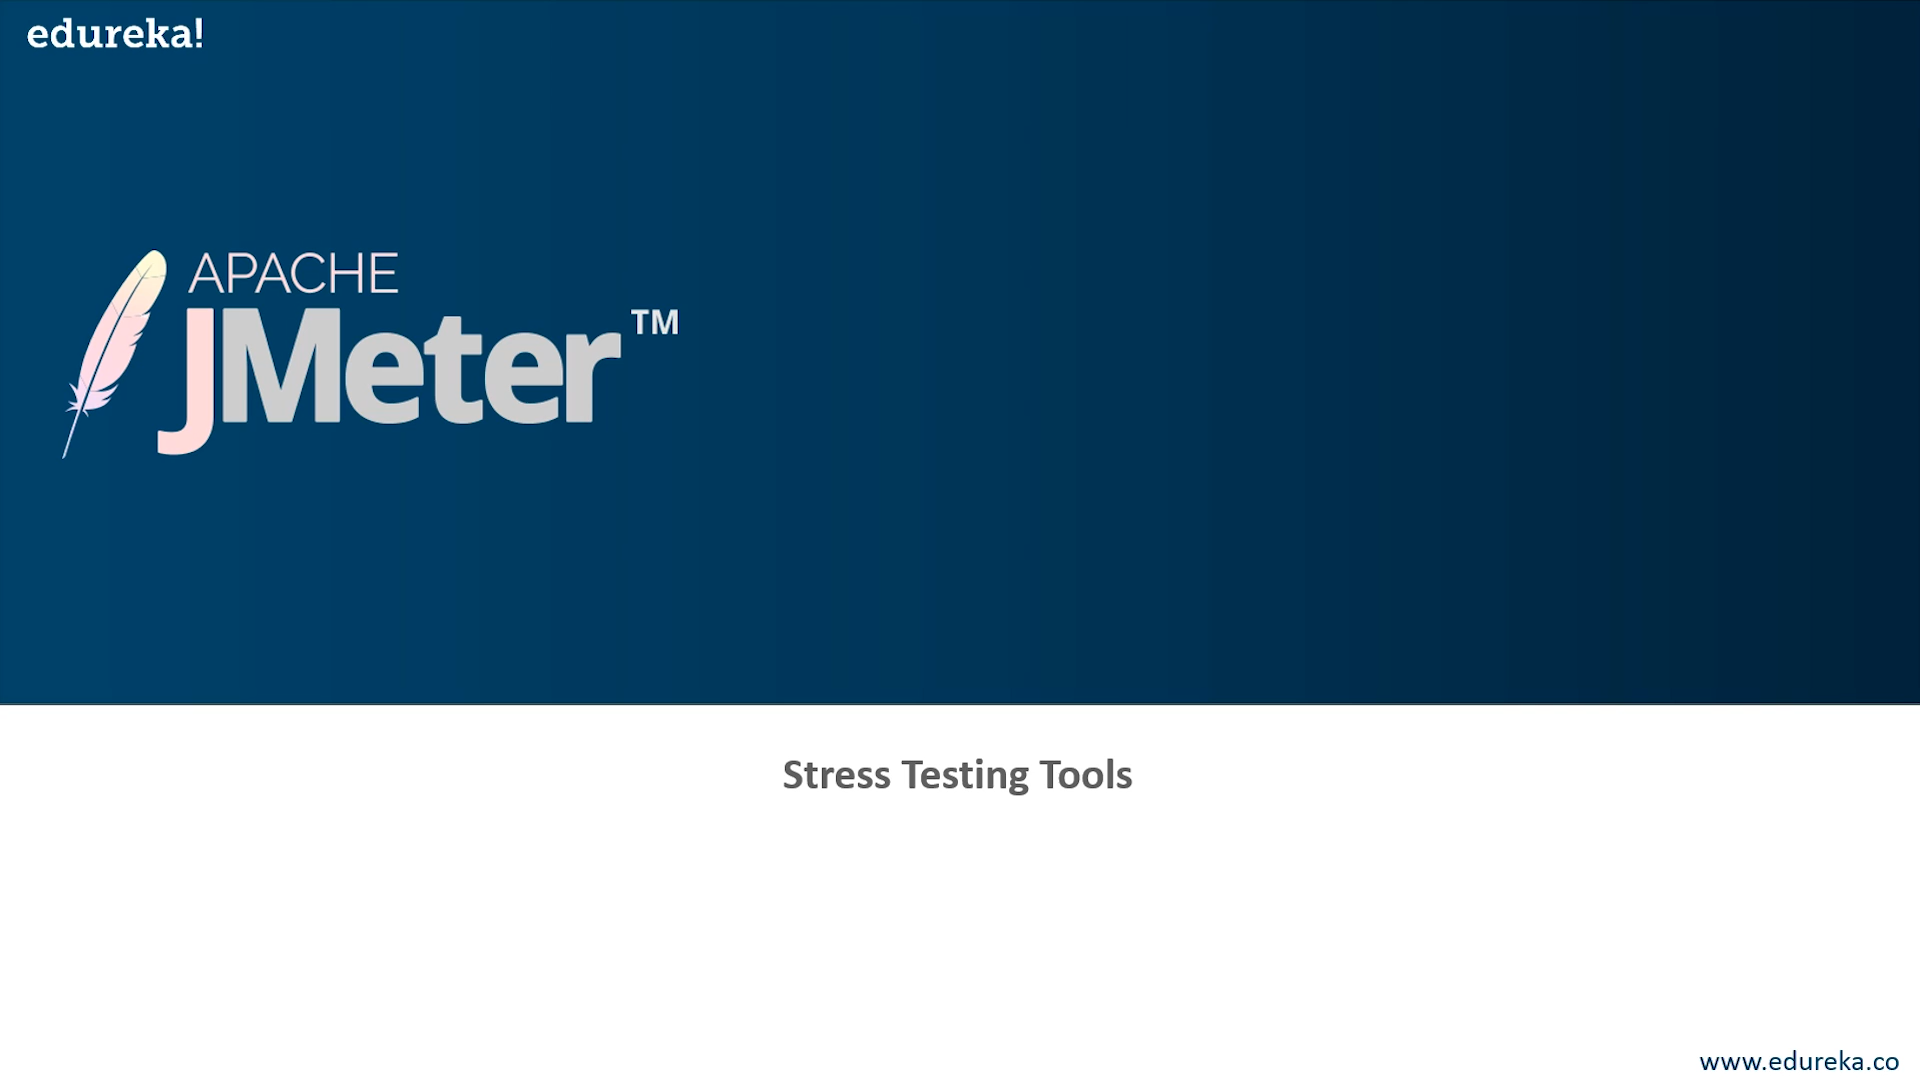 edureka!
APACHE
JMeter™
Stress Testing Tools
www.edureka.co